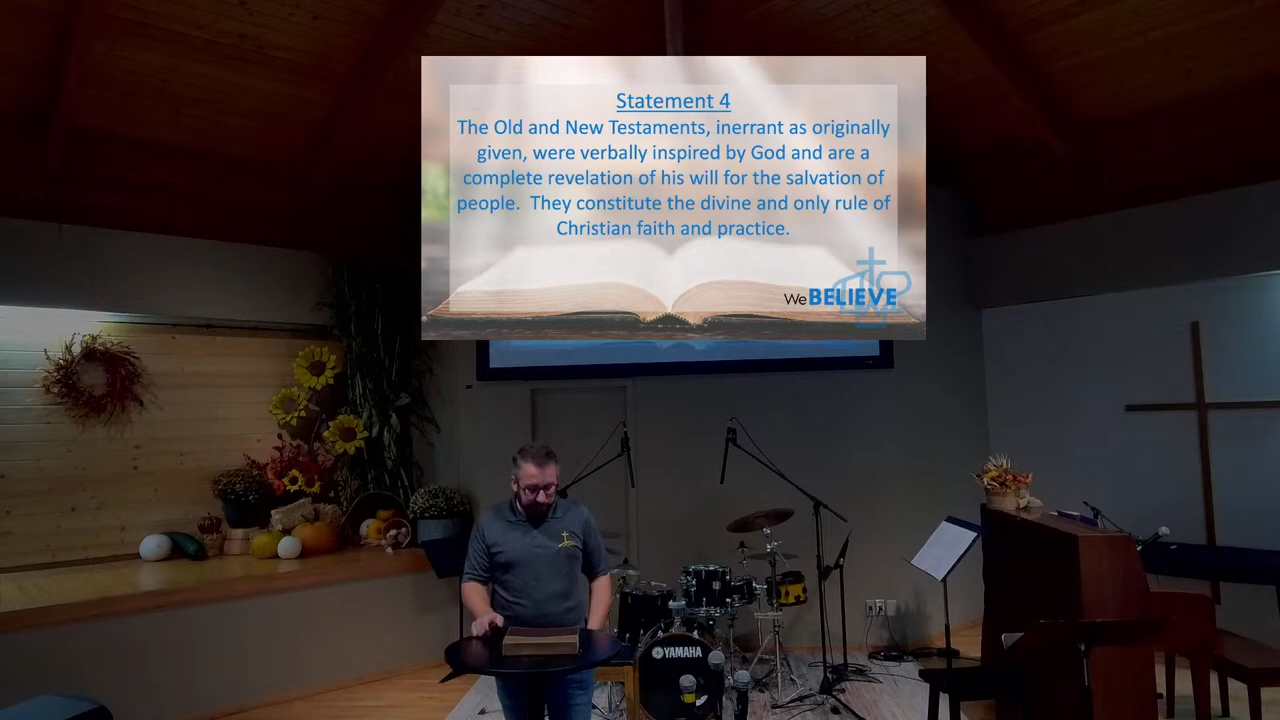 Statement 4
The Old and New Testaments, inerrant as originally
given, were verbally inspired by God and are a
complete revelation of his will for the salvation of
people.  They constitute the divine and only rule of
Christian faith and practice.
We BELIEVE
YAMAHA